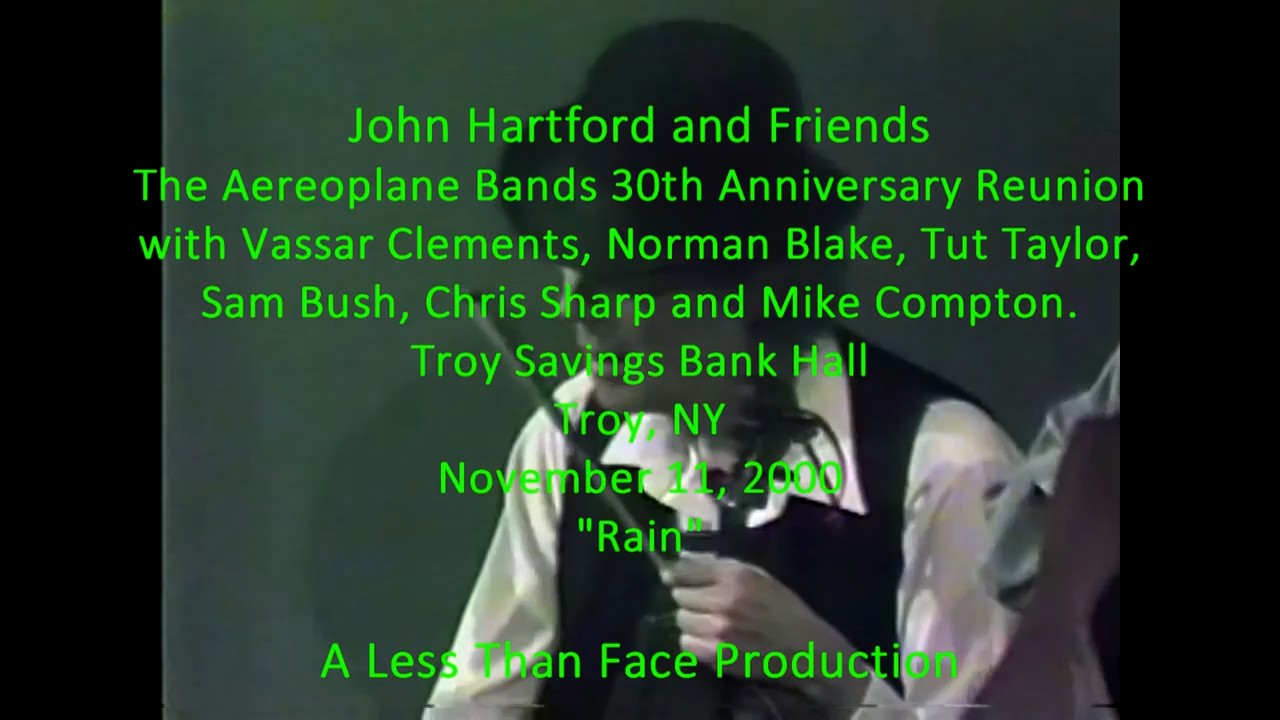 John Hartford and Friends
The Aereoplane Bands 30th Anniversary Reunion
with Vassar Clements, Norman Blake, Tut Taylor,
Sam Bush, Chris Sharp and Mike Compton.
Troy Savings Bank Hall
Troy, NY
November 11, 2000
"Rain"
A Less Than Face Production